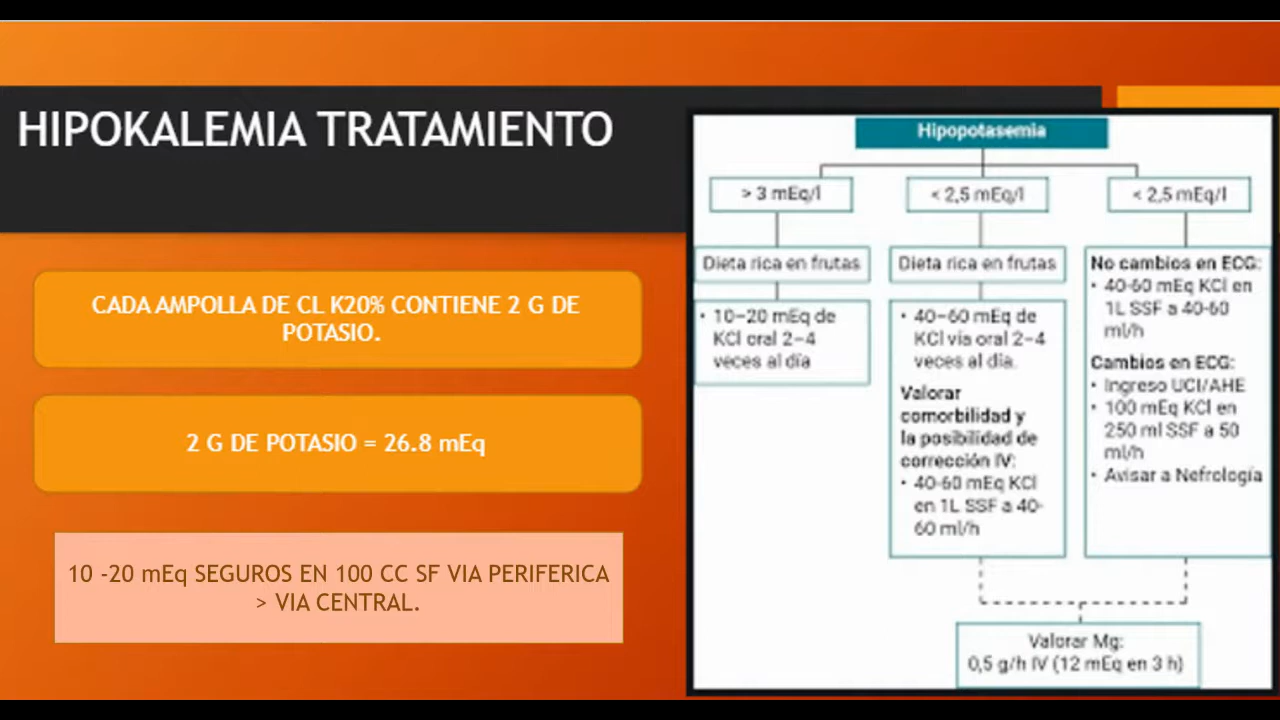 HIPOKALEMIA TRATAMIENTO
CADA AMPOLLA DE CL K20% CONTIENE 2 G DE
POTASIO.
2 G DE POTASIO = 26.8 mEq
10 -20 mEq SEGUROS EN 100 CC SF VIA PERIFERICA
> VIA CENTRAL.
Hipopotasemia
> 3 mEq/l
Dieta rica en frutas
• 10–20 mEq de
KCl oral 2–4
veces al día
< 2,5 mEq/l
Dieta rica en frutas
• 40–60 mEq de
KCl via oral 2–4
veces al día.
Valorar
comorbilidad y
la posibilidad de
corrección IV:
• 40-60 mEq KCl
en 1L SSF a 40-
60 ml/h
< 2,5 mEq/l
No cambios en ECG:
• 40-60 mEq KCl en
1L SSF a 40-60
ml/h
Cambios en ECG:
• Ingreso UCI/AHE
• 100 mEq KCl en
250 ml SSF a 50
ml/h
• Avisar a Nefrología
Valorar Mg:
0,5 g/h IV (12 mEq en 3 h)